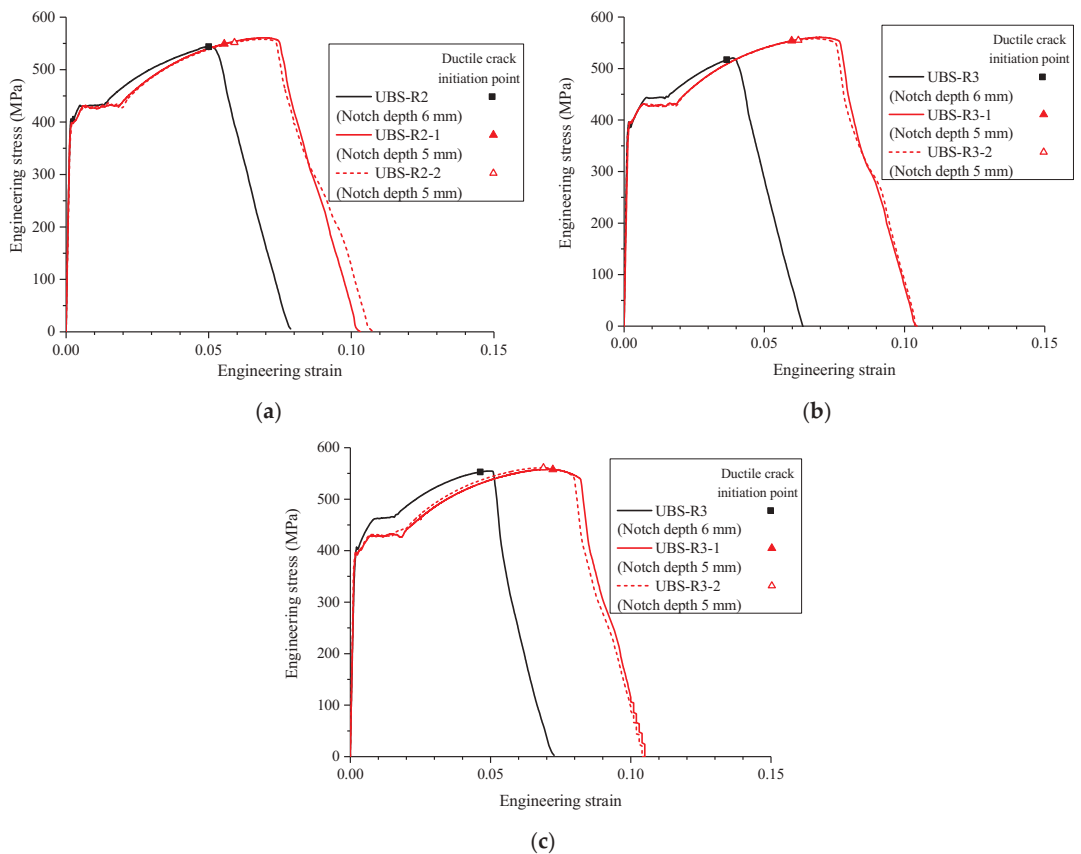 (a)
600
500
400
300
200
100
0
Engineering stress (MPa)
0.00
0.05
0.10
0.15
Engineering strain
Ductile crack
initiation point
UBS-R2
(Notch depth 6 mm)
UBS-R2-1
(Notch depth 5 mm)
UBS-R2-2
(Notch depth 5 mm)
(b)
600
500
400
300
200
100
0
Engineering stress (MPa)
0.00
0.05
0.10
0.15
Engineering strain
Ductile crack
initiation point
UBS-R3
(Notch depth 6 mm)
UBS-R3-1
(Notch depth 5 mm)
UBS-R3-2
(Notch depth 5 mm)
600
500
400
300
200
100
0
Engineering stress (MPa)
0.00
0.05
0.10
0.15
Engineering strain
Ductile crack
initiation point
UBS-R3
(Notch depth 6 mm)
UBS-R3-1
(Notch depth 5 mm)
UBS-R3-2
(Notch depth 5 mm)
(c)